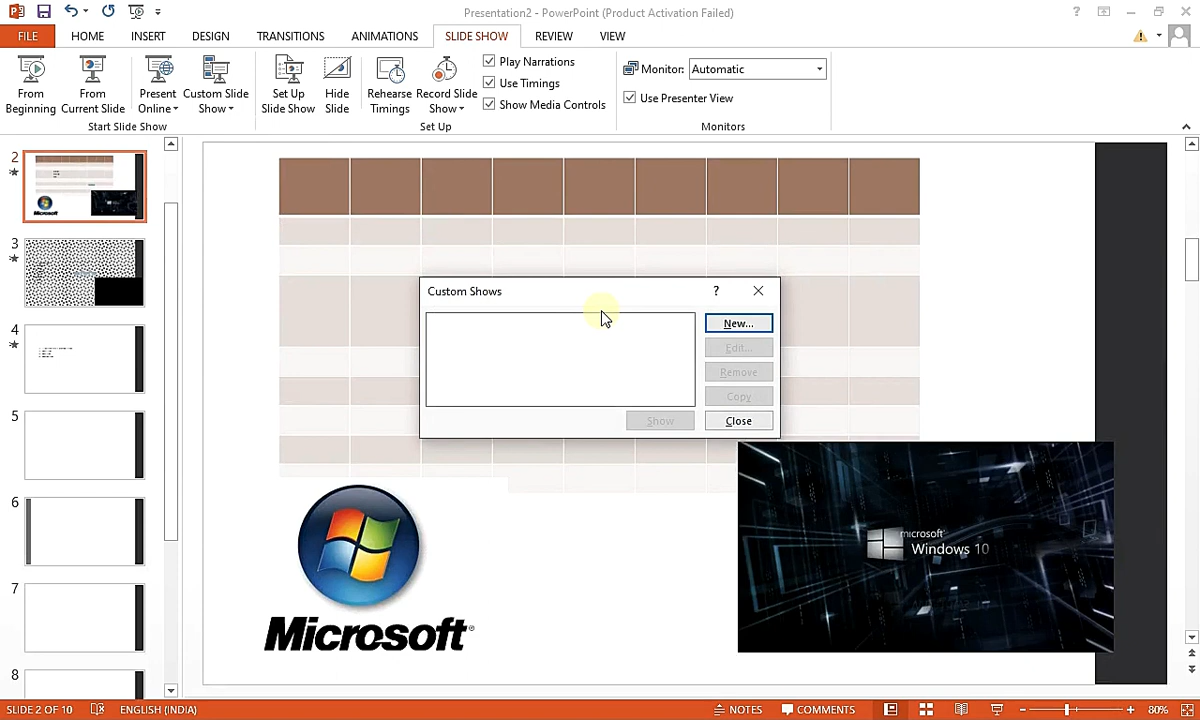 Presentation2 - PowerPoint (Product Activation Failed)
FILE HOME INSERT DESIGN TRANSITIONS ANIMATIONS SLIDE SHOW REVIEW VIEW
From Beginning
From Current Slide
Present Online
Custom Slide Show
Set Up Slide Show
Hide Slide
Rehearse Timings
Record Slide Show
Play Narrations
Use Timings
Show Media Controls
Monitor: Automatic
Use Presenter View
Start Slide Show
Set Up
Monitors
2
3
4
5
6
7
8
Custom Shows ?
New...
Edit...
Remove
Copy
Show Close
Microsoft®
microsoft
Windows 10
Microsoft
SLIDE 2 OF 10 ENGLISH (INDIA) NOTES COMMENTS 80%